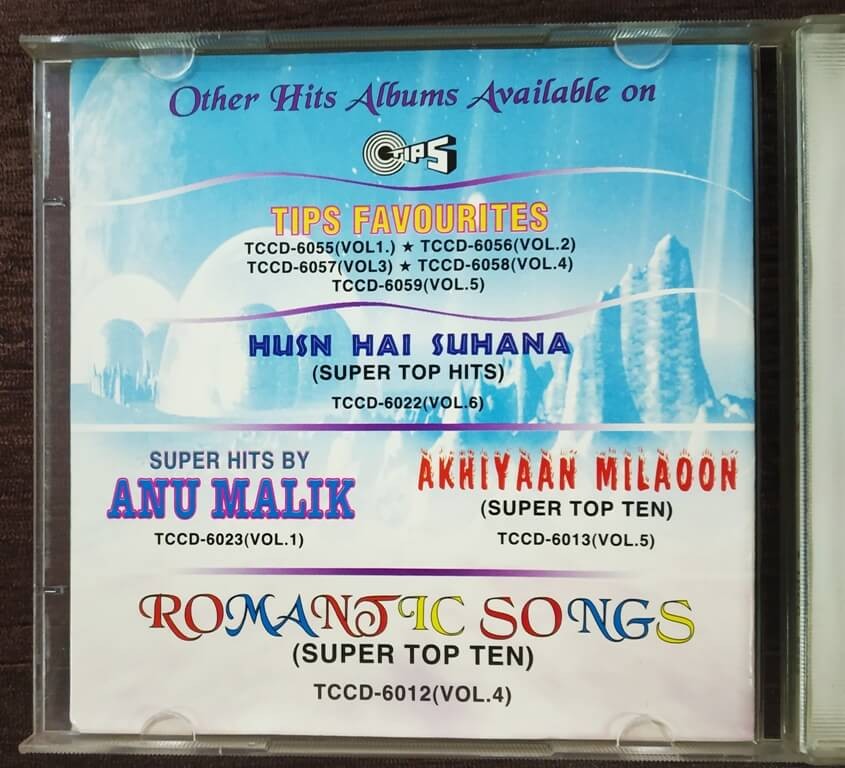 Other Hits Albums Available on
TIPS
TIPS FAVOURITES
TCCD-6055(VOL1.) ★ TCCD-6056(VOL.2)
TCCD-6057(VOL3) ★ TCCD-6058(VOL.4)
TCCD-6059(VOL.5)
HUSN HAI SUHANA
(SUPER TOP HITS)
TCCD-6022(VOL.6)
SUPER HITS BY
ANU MALIK
TCCD-6023(VOL.1)
AKHIYAAN MILAOON
(SUPER TOP TEN)
TCCD-6013(VOL.5)
ROMANTIC SONGS
(SUPER TOP TEN)
TCCD-6012(VOL.4)